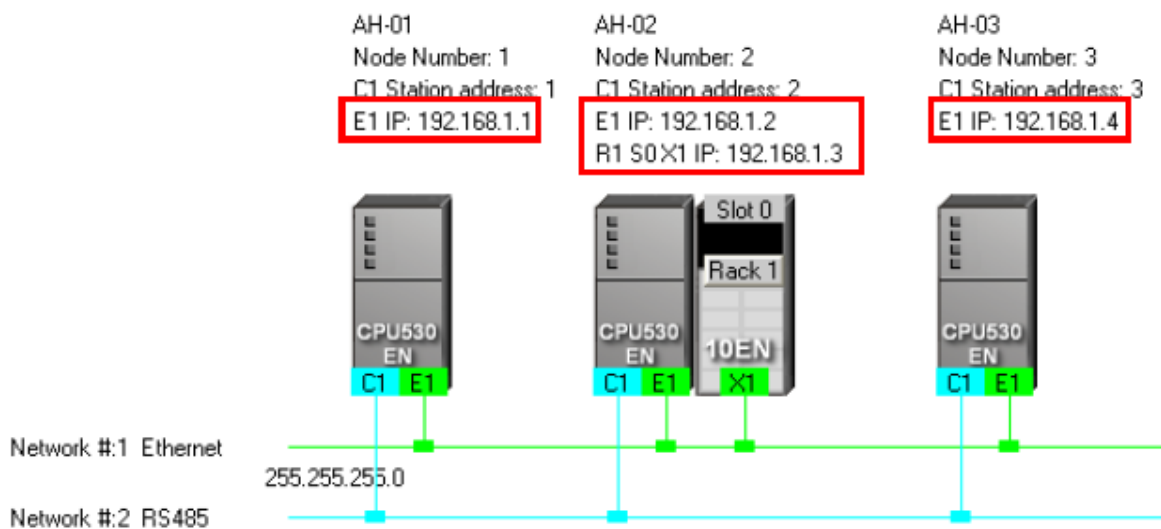 AH-01
Node Number: 1
C1 Station address: 1
E1 IP: 192.168.1.1
AH-02
Node Number: 2
C1 Station address: 2
E1 IP: 192.168.1.2
R1 S0 X1 IP: 192.168.1.3
AH-03
Node Number: 3
C1 Station address: 3
E1 IP: 192.168.1.4
CPU530
EN
C1 E1
CPU530
EN
C1 E1
Slot 0
Rack 1
10EN
X1
CPU530
EN
C1 E1
Network #:1 Ethernet
255.255.255.0
Network #:2 RS485